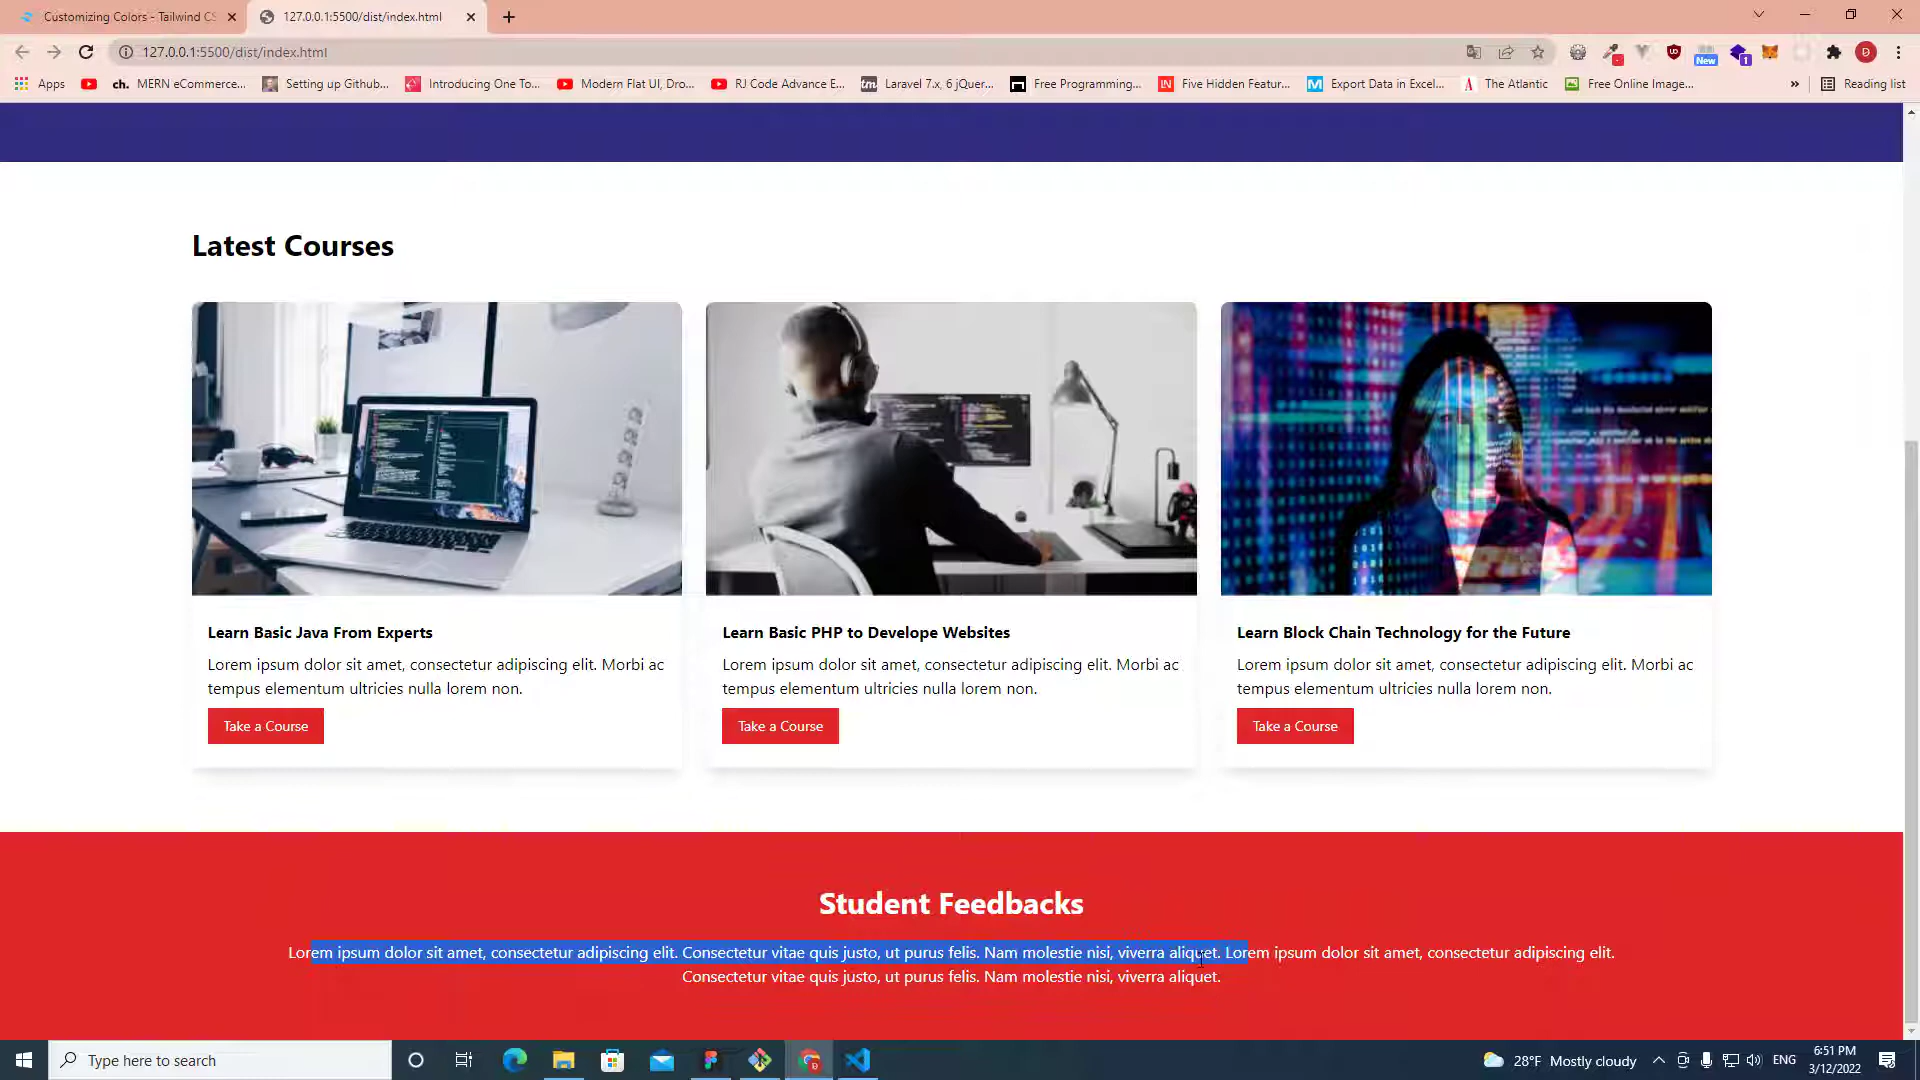 Customizing Colors - Tailwind CS
127.0.0.1:5500/dist/index.html
127.0.0.1:5500/dist/index.html
New
1
D
Apps
ch. MERN eCommerce...
Setting up Github...
Introducing One To...
Modern Flat UI, Dro...
RJ Code Advance E...
tm Laravel 7.x, 6 jQuer...
Free Programming...
LN Five Hidden Featur...
M Export Data in Excel...
A The Atlantic
Free Online Image...
»
Reading list
Latest Courses
Learn Basic Java From Experts
Lorem ipsum dolor sit amet, consectetur adipiscing elit. Morbi ac
tempus elementum ultricies nulla lorem non.
Take a Course
Learn Basic PHP to Develope Websites
Lorem ipsum dolor sit amet, consectetur adipiscing elit. Morbi ac
tempus elementum ultricies nulla lorem non.
Take a Course
Learn Block Chain Technology for the Future
Lorem ipsum dolor sit amet, consectetur adipiscing elit. Morbi ac
tempus elementum ultricies nulla lorem non.
Take a Course
Student Feedbacks
Lorem ipsum dolor sit amet, consectetur adipiscing elit. Consectetur vitae quis justo, ut purus felis. Nam molestie nisi, viverra aliquet. Lorem ipsum dolor sit amet, consectetur adipiscing elit.
Consectetur vitae quis justo, ut purus felis. Nam molestie nisi, viverra aliquet.
Type here to search
28°F Mostly cloudy
ENG
6:51 PM
3/12/2022